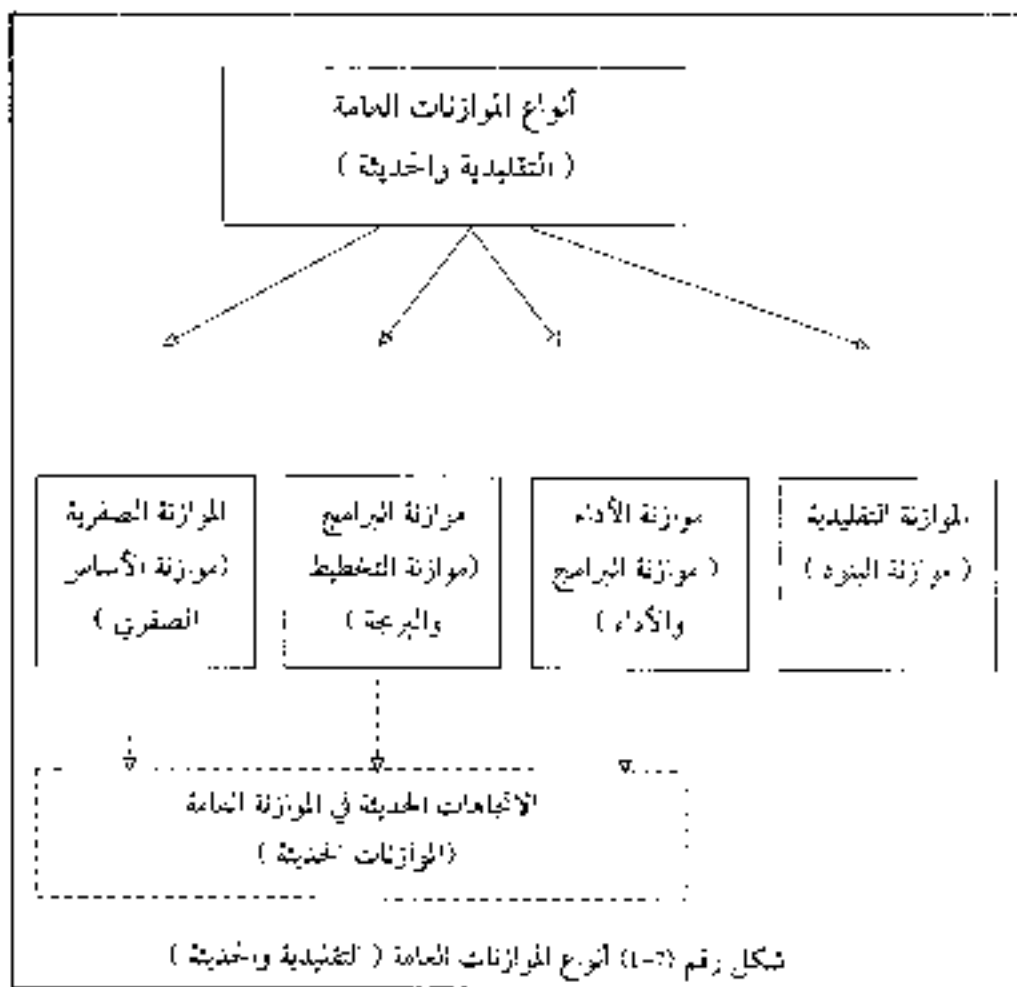 أنواع الموازنات العامة
( التقليدية والحديثة )
الموازنة التقليدية
( موازنة البنود )
موازنة الأداء
( موازنة البرامج
والأداء )
موازنة البرامج
(موازنة التخطيط
والبرمجة )
الموازنة الصفرية
(موازنة الأساس
الصفري )
الاتجاهات الحديثة في الموازنة العامة
(الموازنات الحديثة )
شكل رقم (7-1) أنواع الموازنات العامة ( التقليدية والحديثة )